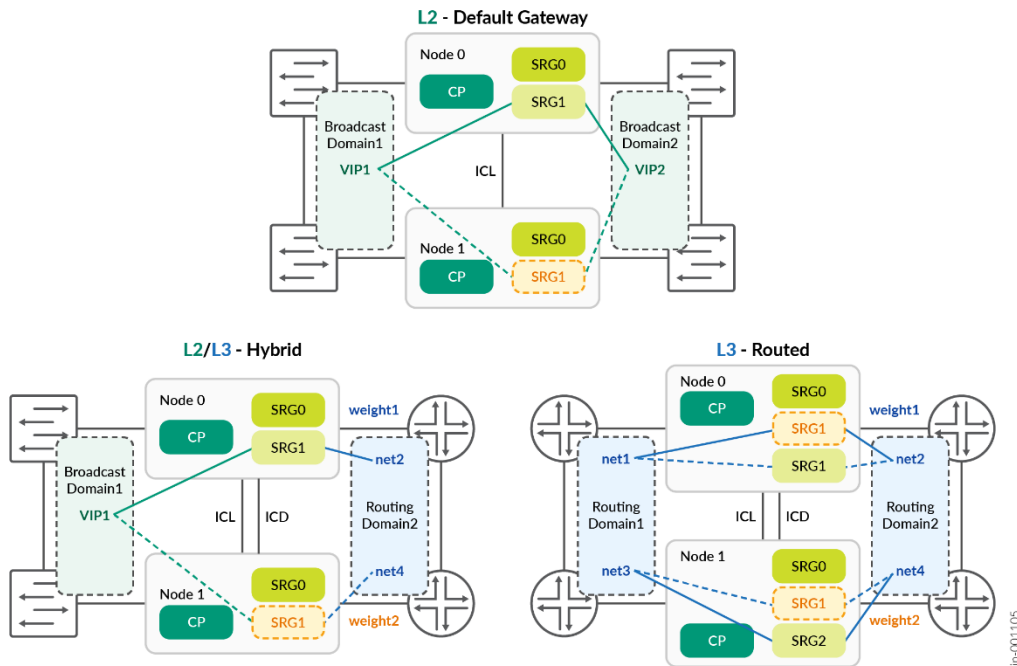 L2 - Default Gateway
Node 0
SRG0
CP
SRG1
Broadcast
Domain1
VIP1
Broadcast
Domain2
VIP2
ICL
Node 1
SRG0
CP
SRG1
L2/L3 - Hybrid
Node 0
SRG0
weight1
CP
SRG1
net2
Broadcast
Domain1
VIP1
ICL
ICD
Routing
Domain2
Node 1
SRG0
net4
CP
SRG1
weight2
L3 - Routed
Node 0
SRG0
CP
weight1
SRG1
net1
SRG1
net2
Routing
Domain1
ICL
ICD
Routing
Domain2
Node 1
SRG0
net3
net4
SRG1
CP
SRG2
weight2
jn-001105